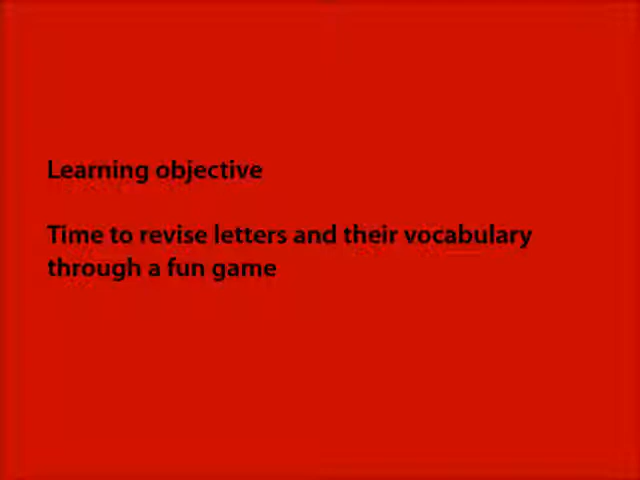 Learning objective
Time to revise letters and their vocabulary
through a fun game